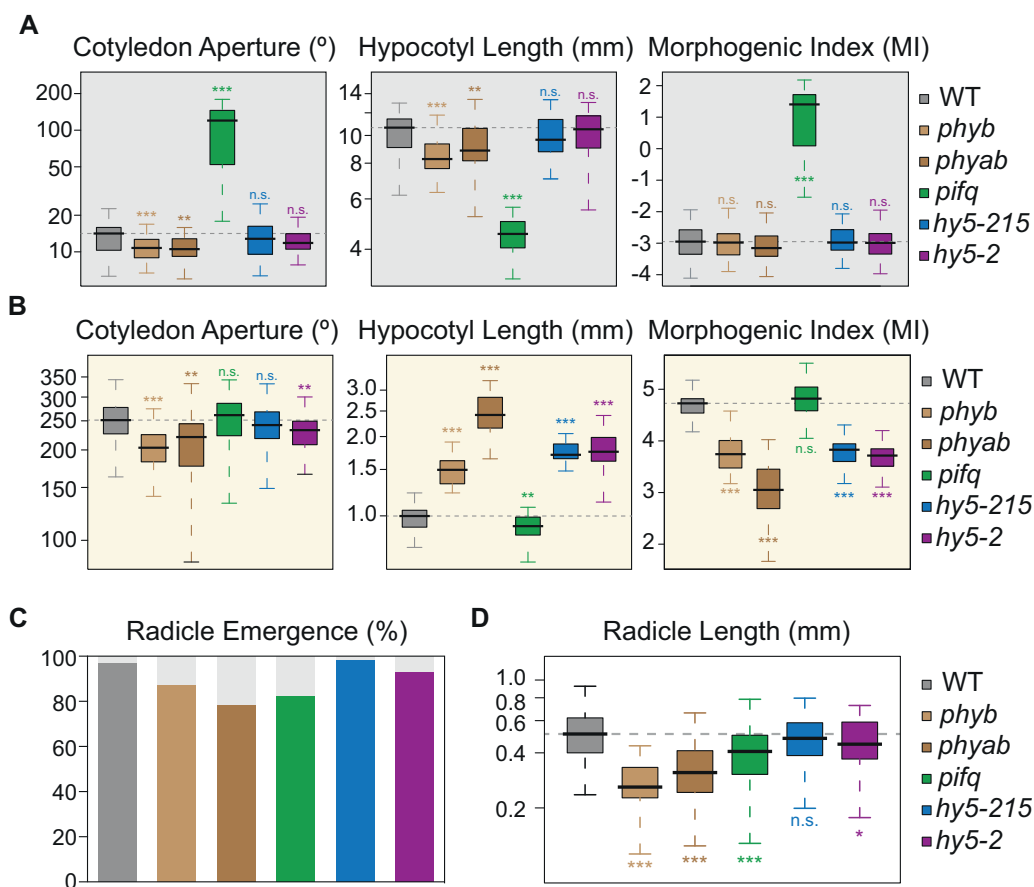 A
Cotyledon Aperture (º)
Hypocotyl Length (mm)
Morphogenic Index (MI)
200
100
50
20
10
***
***
**
n.s.
n.s.
14
10
8
6
4
***
**
***
n.s.
n.s.
2
1
0
-1
-2
-3
-4
n.s.
n.s.
***
n.s.
n.s.
WT
phyb
phyab
pifq
hy5-215
hy5-2
B
Cotyledon Aperture (º)
Hypocotyl Length (mm)
Morphogenic Index (MI)
350
300
250
200
150
100
***
**
n.s.
n.s.
**
3.0
2.5
2.0
1.5
1.0
***
***
**
***
***
5
4
3
2
***
***
n.s.
***
***
WT
phyb
phyab
pifq
hy5-215
hy5-2
C
Radicle Emergence (%)
100
80
60
40
20
0
D
Radicle Length (mm)
1.0
0.8
0.6
0.4
0.2
***
***
***
n.s.
*
WT
phyb
phyab
pifq
hy5-215
hy5-2